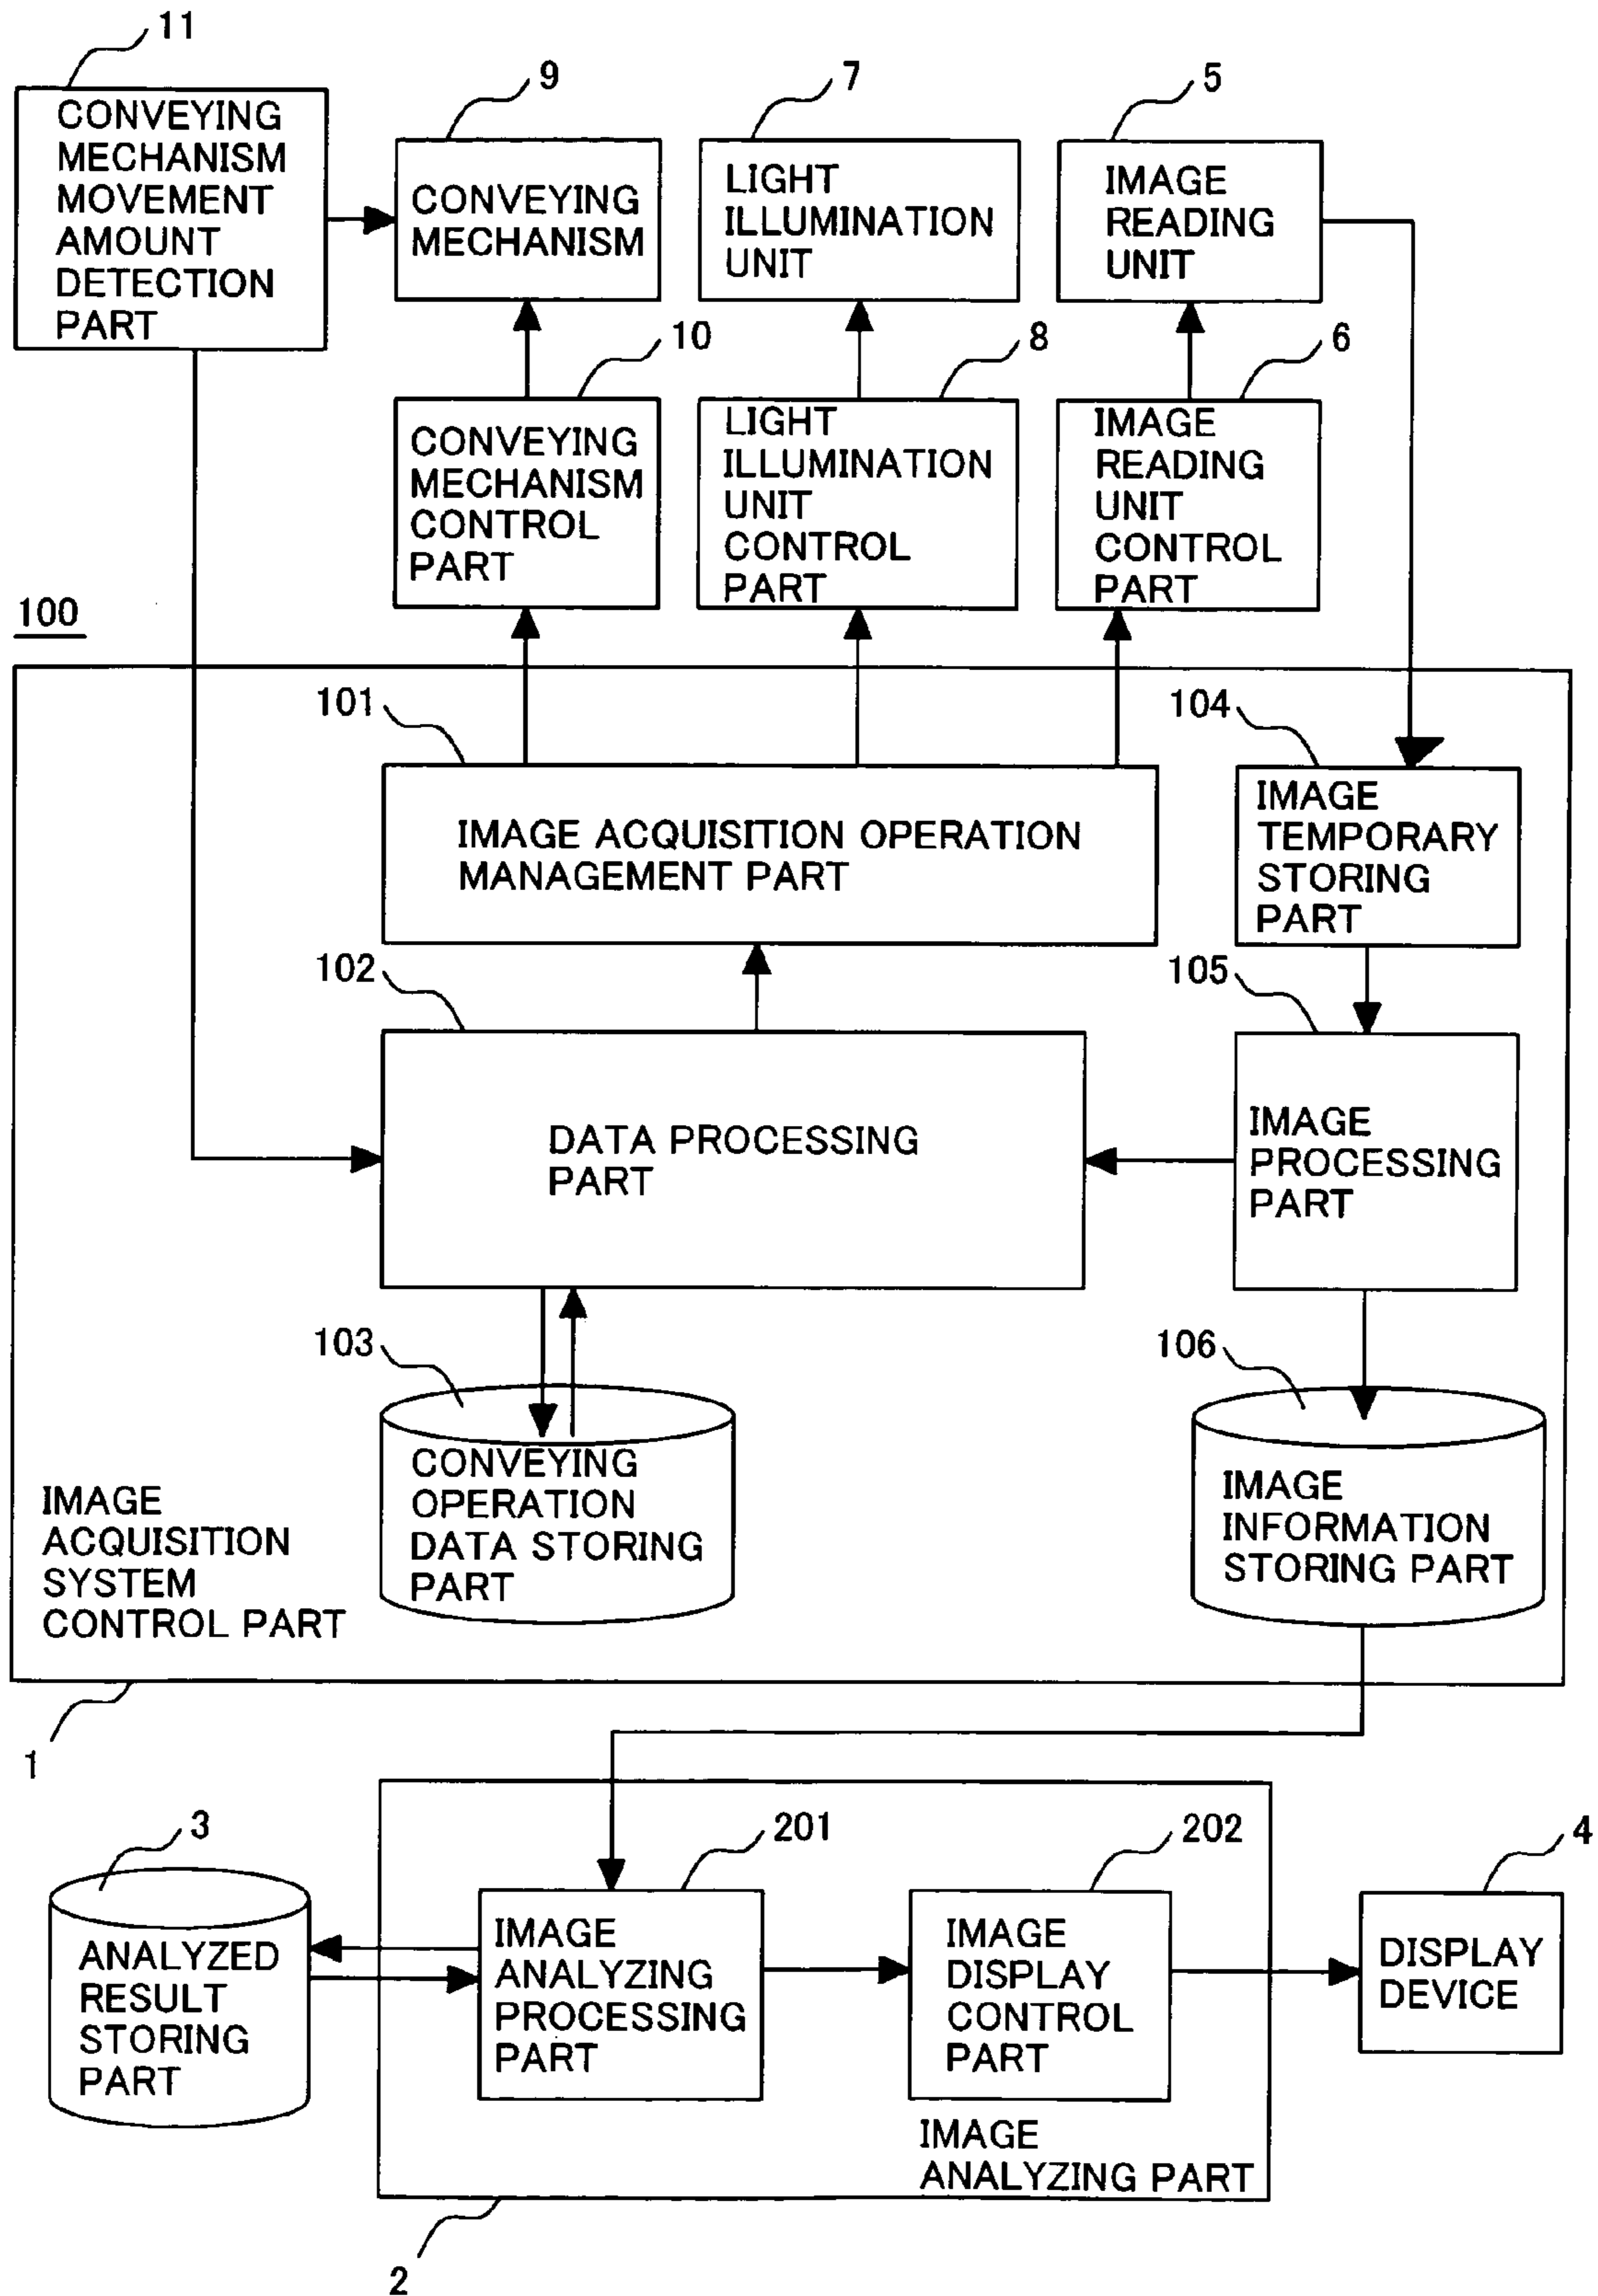 11
CONVEYING
MECHANISM
MOVEMENT
AMOUNT
DETECTION
PART
9
CONVEYING
MECHANISM
7
LIGHT
ILLUMINATION
UNIT
5
IMAGE
READING
UNIT
10
CONVEYING
MECHANISM
CONTROL
PART
8
LIGHT
ILLUMINATION
UNIT
CONTROL
PART
6
IMAGE
READING
UNIT
CONTROL
PART
100
101
IMAGE ACQUISITION OPERATION
MANAGEMENT PART
104
IMAGE
TEMPORARY
STORING
PART
102
DATA PROCESSING
PART
105
IMAGE
PROCESSING
PART
103
CONVEYING
OPERATION
DATA STORING
PART
106
IMAGE
INFORMATION
STORING PART
IMAGE
ACQUISITION
SYSTEM
CONTROL PART
1
3
ANALYZED
RESULT
STORING
PART
201
IMAGE
ANALYZING
PROCESSING
PART
202
IMAGE
DISPLAY
CONTROL
PART
4
DISPLAY
DEVICE
IMAGE
ANALYZING PART
2